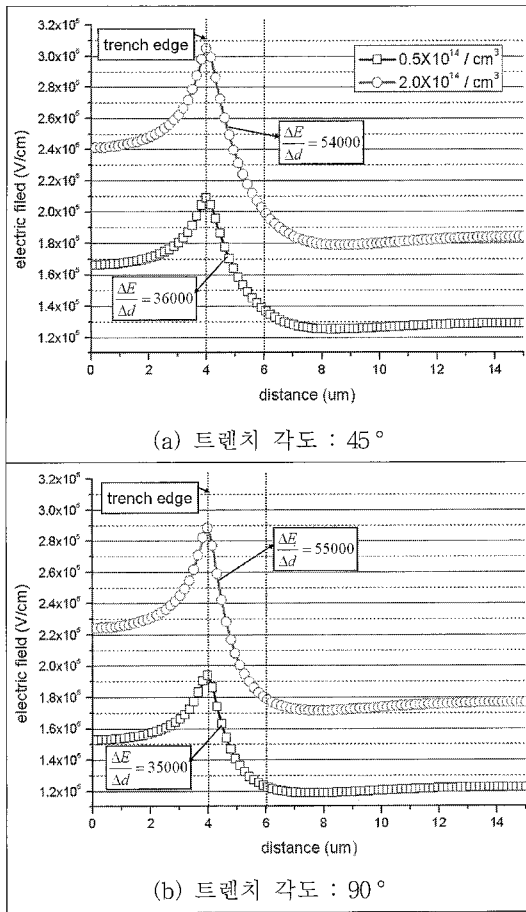 3.2x10⁵
3.0x10⁵
2.8x10⁵
2.6x10⁵
2.4x10⁵
2.2x10⁵
2.0x10⁵
1.8x10⁵
1.6x10⁵
1.4x10⁵
1.2x10⁵
electric filed (V/cm)
trench edge
0.5X10¹⁴ / cm³
2.0X10¹⁴ / cm³
ΔE/Δd = 54000
ΔE/Δd = 36000
0 2 4 6 8 10 12 14
distance (um)
(a) 트렌치 각도 : 45°
3.2x10⁵
3.0x10⁵
2.8x10⁵
2.6x10⁵
2.4x10⁵
2.2x10⁵
2.0x10⁵
1.8x10⁵
1.6x10⁵
1.4x10⁵
1.2x10⁵
electric field (V/cm)
trench edge
ΔE/Δd = 55000
ΔE/Δd = 35000
0 2 4 6 8 10 12 14
distance (um)
(b) 트렌치 각도 : 90°